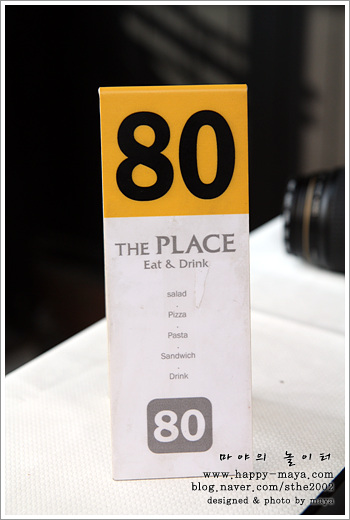 80
THE PLACE
Eat & Drink
salad
Pizza
Pasta
Sandwich
Drink
80
마야의 놀이터
www.happy-maya.com
blog.naver.com/sthe2002
designed & photo by maya